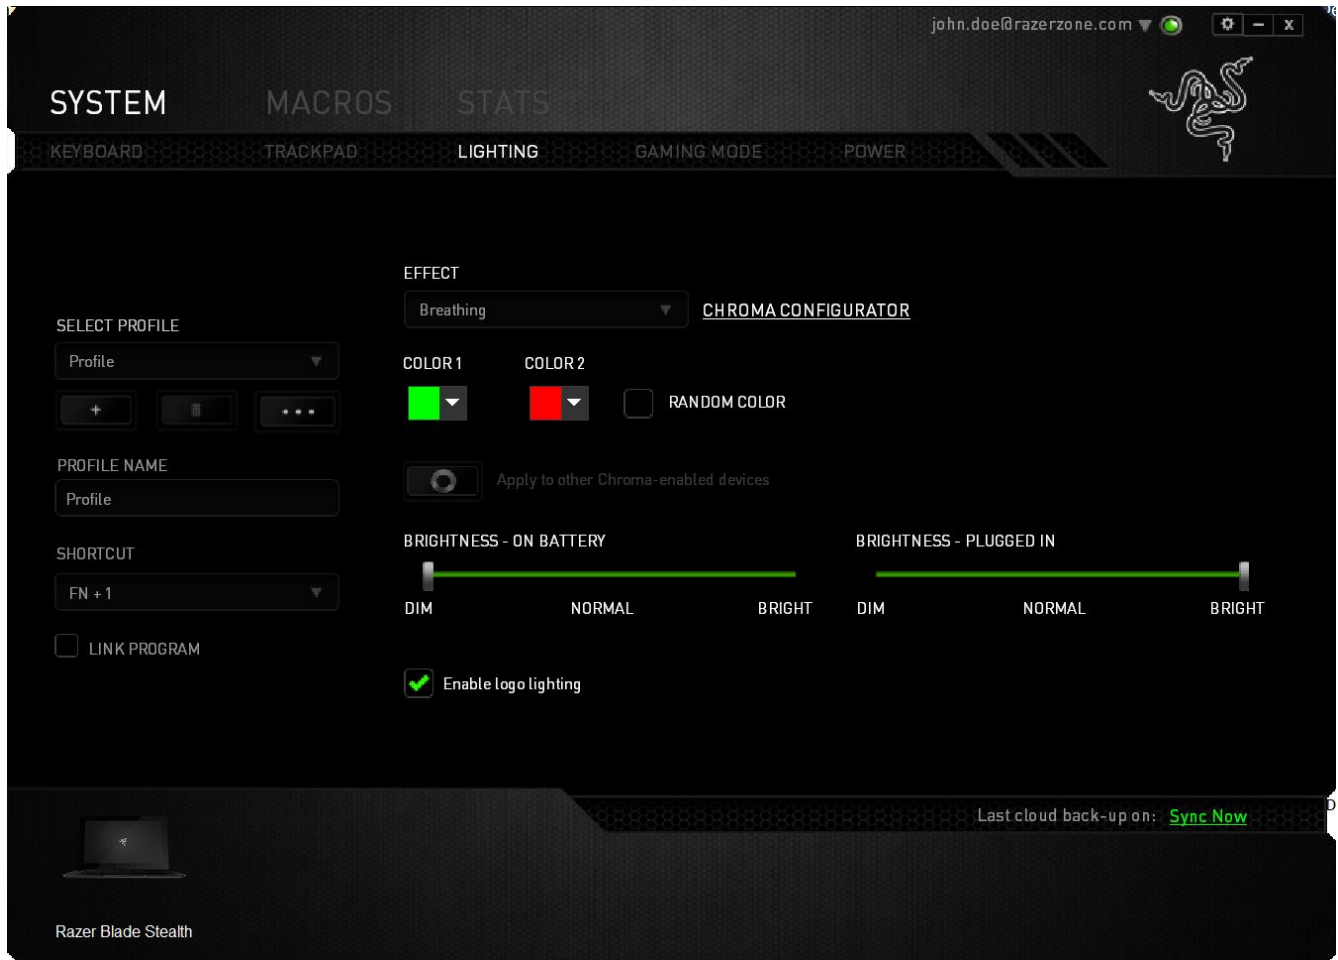 john.doe@razerzone.com
x
SYSTEM MACROS STATS
KEYBOARD TRACKPAD LIGHTING GAMING MODE POWER
EFFECT
Breathing CHROMA CONFIGURATOR
SELECT PROFILE
Profile
COLOR 1 COLOR 2
RANDOM COLOR
PROFILE NAME
Profile
Apply to other Chroma-enabled devices
SHORTCUT
FN + 1
LINK PROGRAM
BRIGHTNESS - ON BATTERY BRIGHTNESS - PLUGGED IN
DIM NORMAL BRIGHT DIM NORMAL BRIGHT
Enable logo lighting
Last cloud back-up on: Sync Now
Razer Blade Stealth